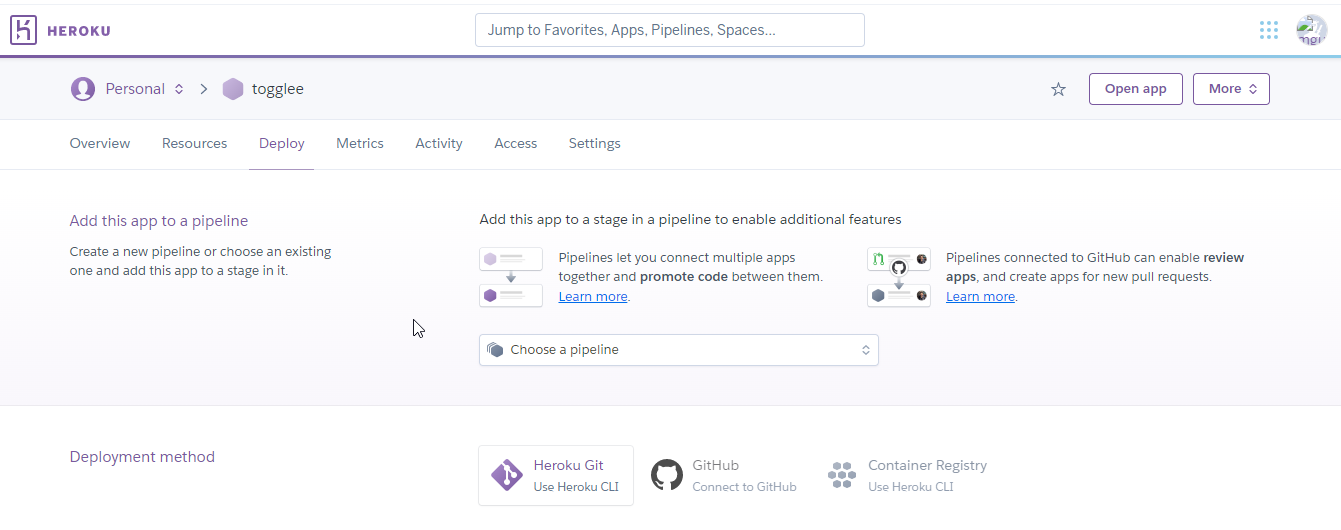 HEROKU
Jump to Favorites, Apps, Pipelines, Spaces...
Personal
togglee
Open app
More
Overview
Resources
Deploy
Metrics
Activity
Access
Settings
Add this app to a pipeline
Create a new pipeline or choose an existing
one and add this app to a stage in it.
Add this app to a stage in a pipeline to enable additional features
Pipelines let you connect multiple apps
together and promote code between them.
Learn more.
Pipelines connected to GitHub can enable review
apps, and create apps for new pull requests.
Learn more.
Choose a pipeline
Deployment method
Heroku Git
Use Heroku CLI
GitHub
Connect to GitHub
Container Registry
Use Heroku CLI